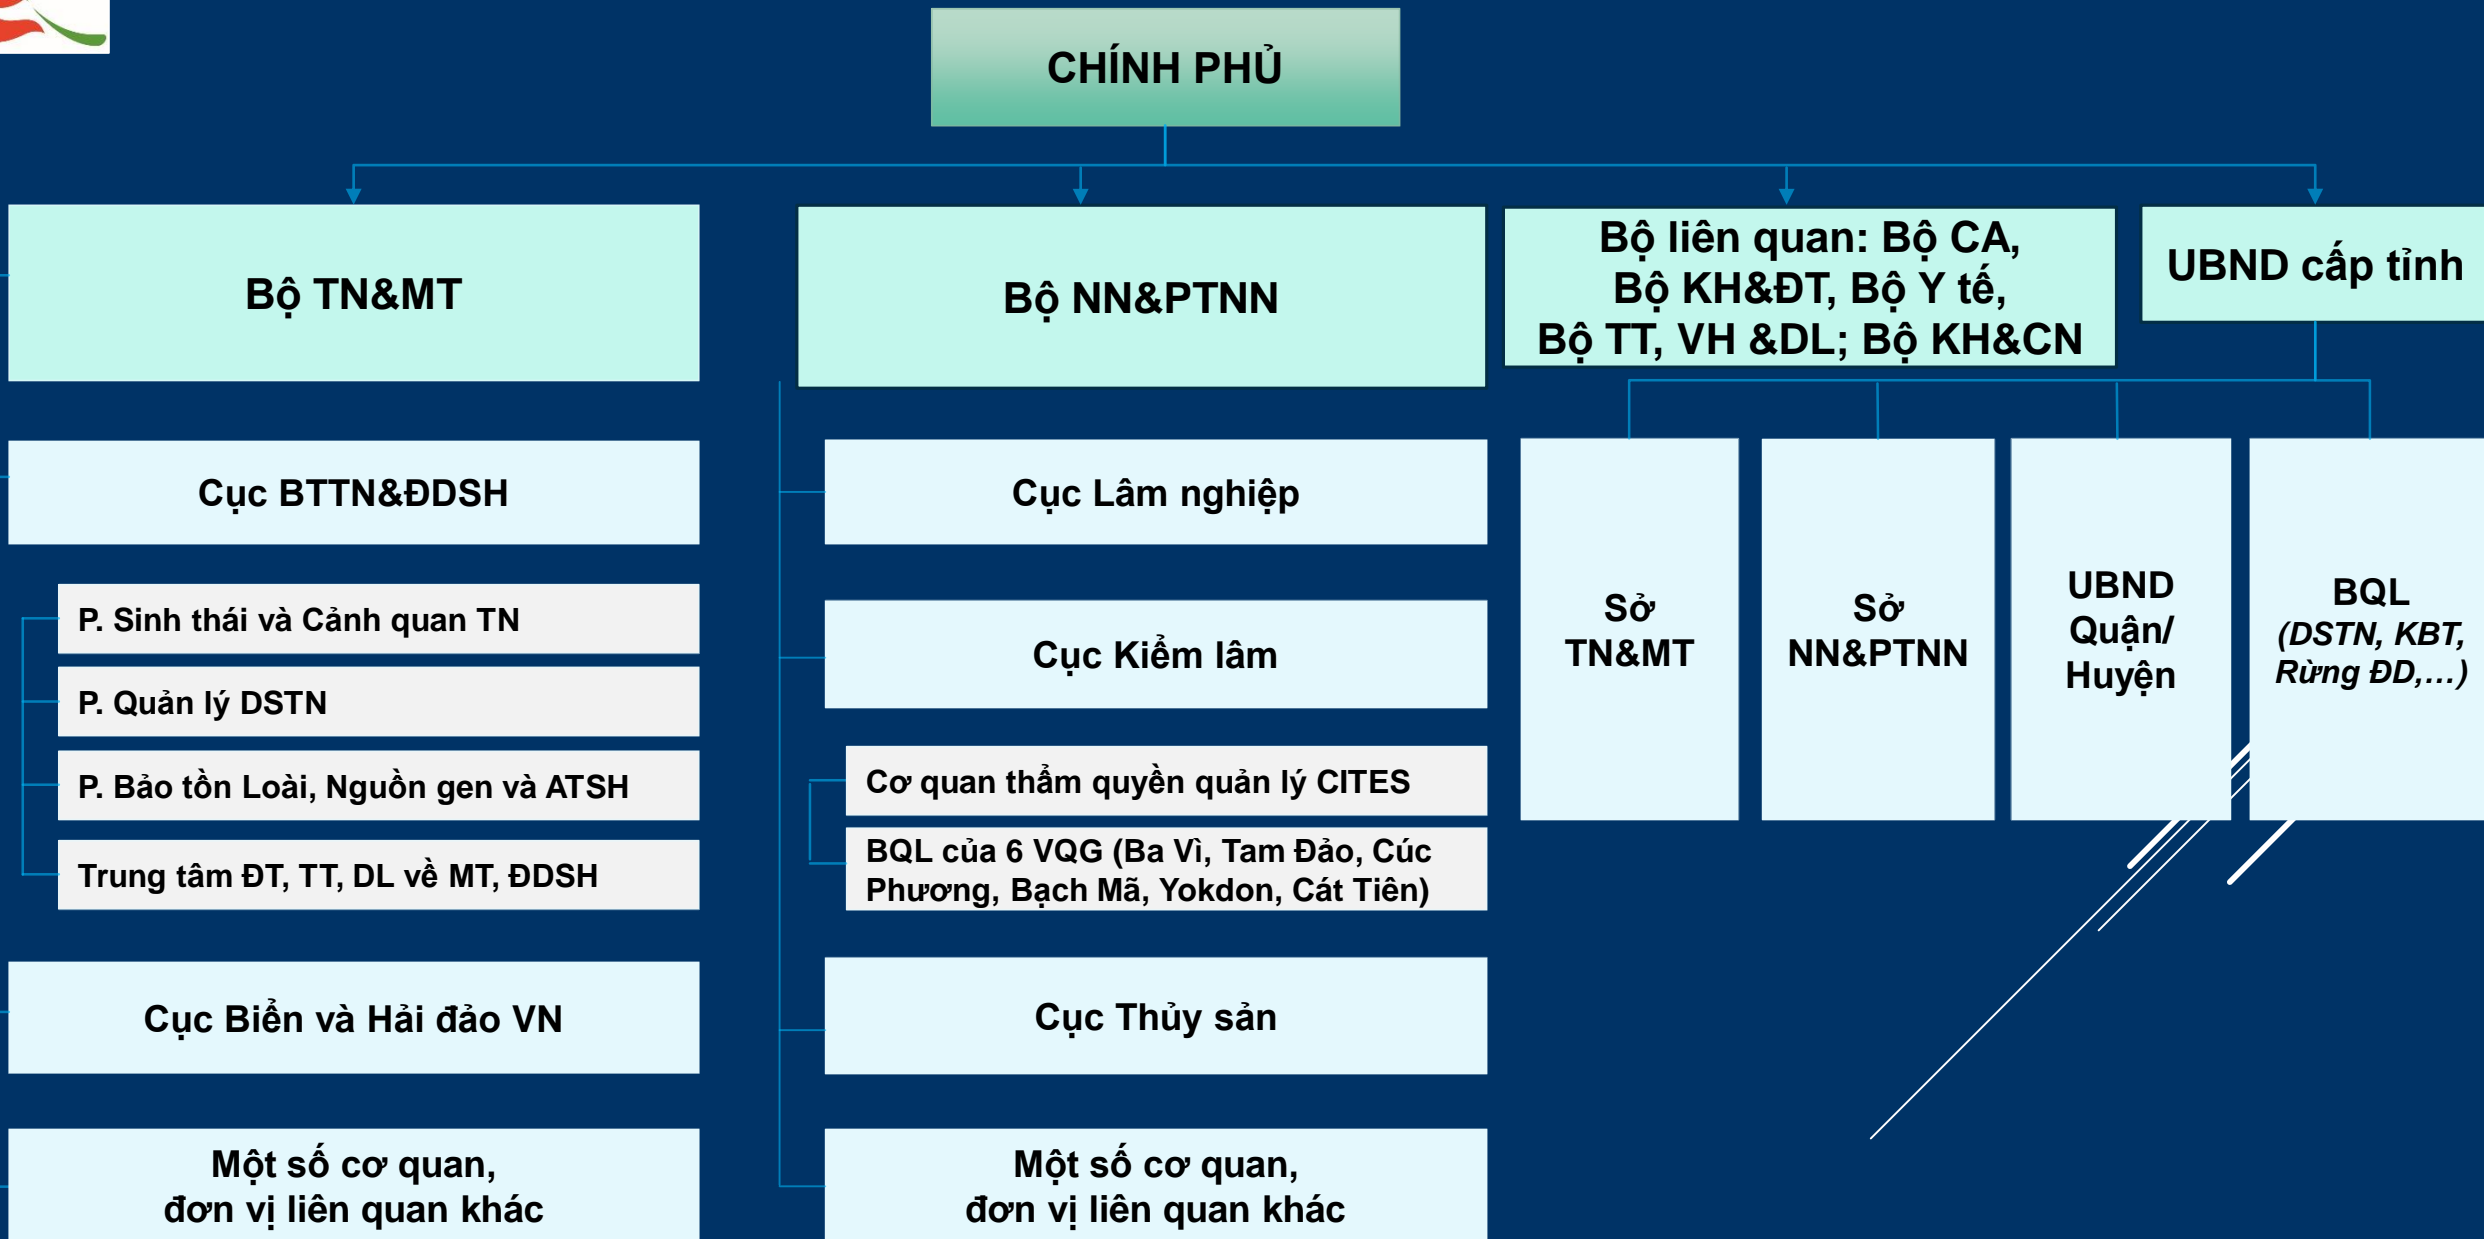 CHÍNH PHỦ
Bộ TN&MT
Bộ NN&PTNN
Bộ liên quan: Bộ CA,
Bộ KH&ĐT, Bộ Y tế,
Bộ TT, VH &DL; Bộ KH&CN
UBND cấp tỉnh
Cục BTTN&ĐDSH
P. Sinh thái và Cảnh quan TN
P. Quản lý DSTN
P. Bảo tồn Loài, Nguồn gen và ATSH
Trung tâm ĐT, TT, DL về MT, ĐDSH
Cục Biển và Hải đảo VN
Một số cơ quan,
đơn vị liên quan khác
Cục Lâm nghiệp
Cục Kiểm lâm
Cơ quan thẩm quyền quản lý CITES
BQL của 6 VQG (Ba Vì, Tam Đảo, Cúc
Phương, Bạch Mã, Yokdon, Cát Tiên)
Cục Thủy sản
Một số cơ quan,
đơn vị liên quan khác
Sở
TN&MT
Sở
NN&PTNN
UBND
Quận/
Huyện
BQL
(DSTN, KBT,
Rừng ĐD,...)